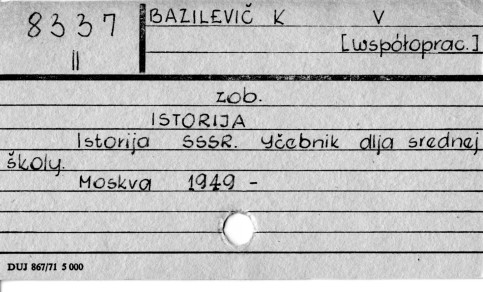 8337
II
BAZILEVIČ K V
[współoprac.]
zob.
ISTORIJA
Istorija SSSR. Učebnik dlja srednej
školy.
Moskva 1949 -
DUJ 867/71 5 000